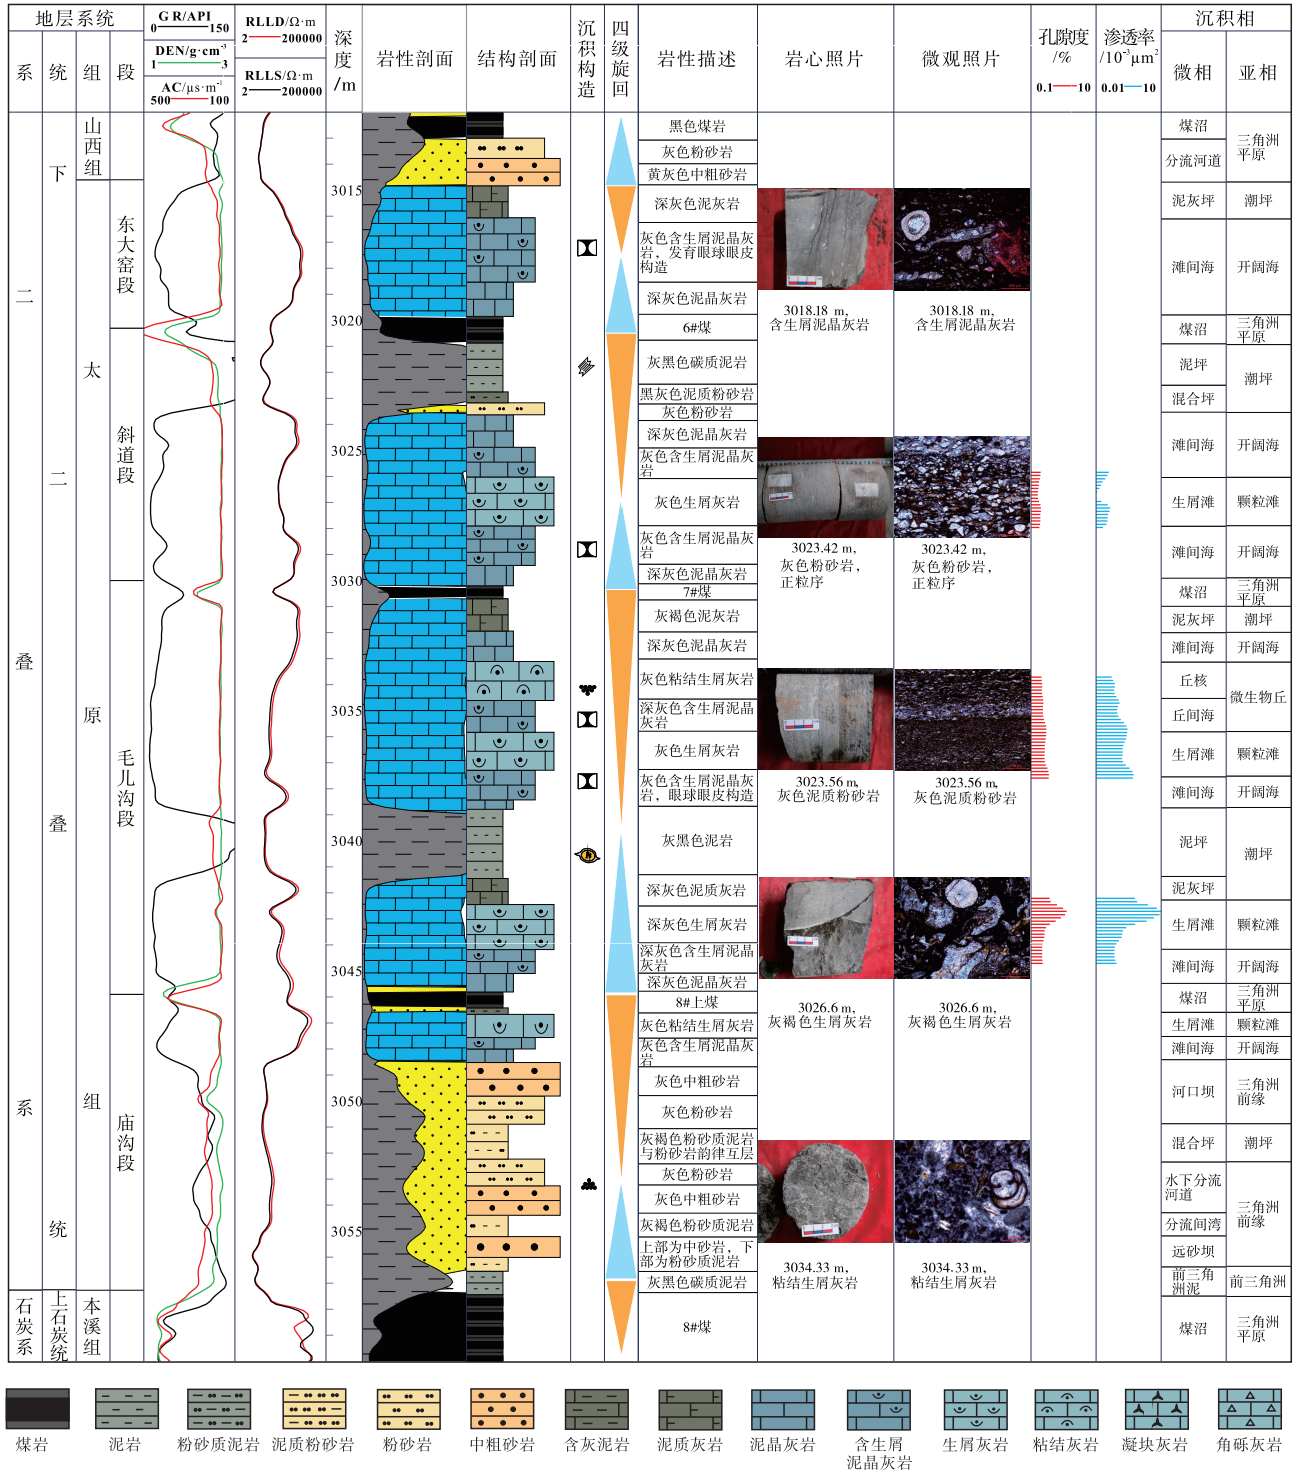 地层系统
系
统
组
段
GR/API
0 150
DEN/g·cm⁻³
1 3
AC/μs·m⁻¹
500 100
RLLD/Ω·m
2 200000
RLLS/Ω·m
2 200000
深度/m
岩性剖面
结构剖面
沉积构造
四级旋回
岩性描述
岩心照片
微观照片
孔隙度/%
0.1 10
渗透率/10⁻³μm²
0.01 10
沉积相
微相
亚相
二叠系
石炭系
下二叠统
上石炭统
山西组
太原组
本溪组
东大窑段
斜道段
毛儿沟段
庙沟段
3015
3020
3025
3030
3035
3040
3045
3050
3055
黑色煤岩
灰色粉砂岩
黄灰色中粗砂岩
深灰色泥灰岩
灰色含生屑泥晶灰
岩，发育眼球眼皮
构造
深灰色泥晶灰岩
6#煤
灰黑色碳质泥岩
黑灰色泥质粉砂岩
灰色粉砂岩
深灰色泥晶灰岩
灰色含生屑泥晶灰
岩
灰色生屑灰岩
灰色含生屑泥晶灰
岩
深灰色泥晶灰岩
7#煤
灰褐色泥灰岩
深灰色泥晶灰岩
灰色粘结生屑灰岩
深灰色含生屑泥晶
灰岩
灰色生屑灰岩
灰色含生屑泥晶灰
岩，眼球眼皮构造
灰黑色泥岩
深灰色泥质灰岩
深灰色生屑灰岩
深灰色含生屑泥晶
灰岩
深灰色泥晶灰岩
8#上煤
灰色粘结生屑灰岩
灰色含生屑泥晶灰
岩
灰色中粗砂岩
灰色粉砂岩
灰褐色粉砂质泥岩
与粉砂岩韵律互层
灰色粉砂岩
灰色中粗砂岩
灰褐色粉砂质泥岩
上部为中砂岩，下
部为粉砂质泥岩
灰黑色碳质泥岩
8#煤
3018.18 m,
含生屑泥晶灰岩
3018.18 m,
含生屑泥晶灰岩
3023.42 m,
灰色粉砂岩，
正粒序
3023.42 m,
灰色粉砂岩，
正粒序
3023.56 m,
灰色泥质粉砂岩
3023.56 m,
灰色泥质粉砂岩
3026.6 m,
灰褐色生屑灰岩
3026.6 m,
灰褐色生屑灰岩
3034.33 m,
粘结生屑灰岩
3034.33 m,
粘结生屑灰岩
煤沼
分流河道
泥灰坪
滩间海
煤沼
泥坪
混合坪
滩间海
生屑滩
滩间海
煤沼
泥灰坪
滩间海
丘核
丘间海
生屑滩
滩间海
泥坪
泥灰坪
生屑滩
滩间海
煤沼
生屑滩
滩间海
河口坝
混合坪
水下分流
河道
分流间湾
远砂坝
前三角
洲泥
煤沼
三角洲
平原
潮坪
开阔海
三角洲
平原
潮坪
开阔海
颗粒滩
开阔海
三角洲
平原
潮坪
开阔海
微生物丘
颗粒滩
开阔海
潮坪
颗粒滩
开阔海
三角洲
平原
颗粒滩
开阔海
三角洲
前缘
潮坪
三角洲
前缘
前三角洲
三角洲
平原
煤岩
泥岩
粉砂质泥岩
泥质粉砂岩
粉砂岩
中粗砂岩
含灰泥岩
泥质灰岩
泥晶灰岩
含生屑
泥晶灰岩
生屑灰岩
粘结灰岩
凝块灰岩
角砾灰岩